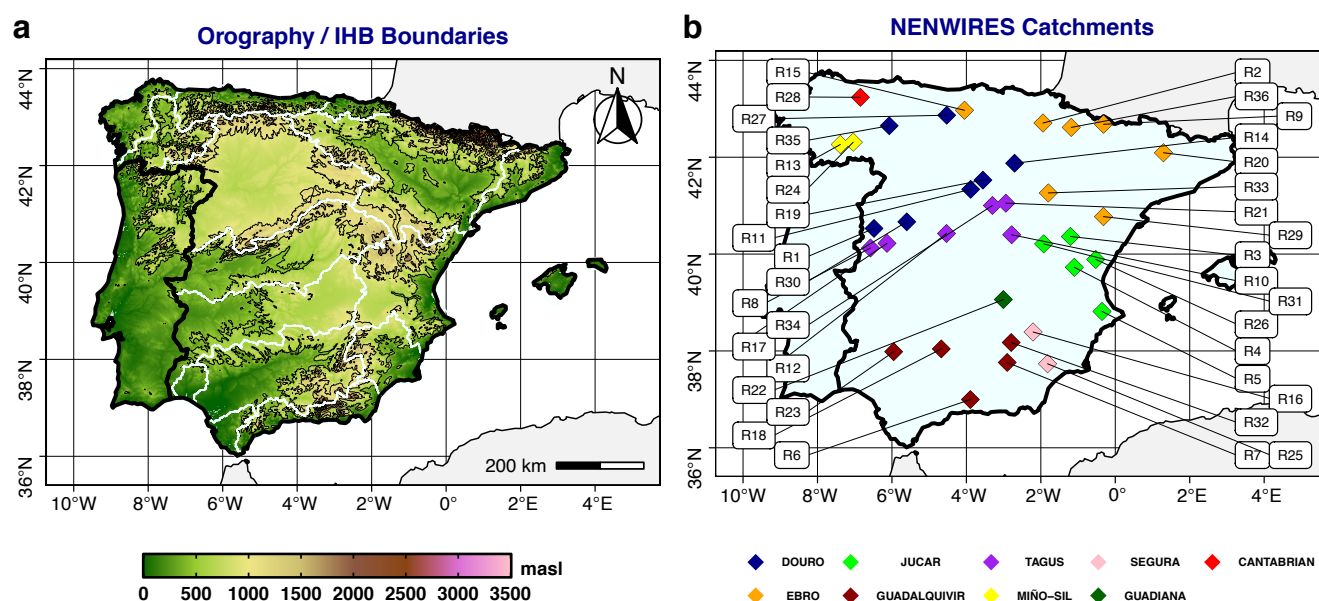 a
Orography / IHB Boundaries
44°N
42°N
40°N
38°N
36°N
N
200 km
10°W 8°W 6°W 4°W 2°W 0° 2°E 4°E
masl
0 500 1000 1500 2000 2500 3000 3500
b
NENWIRES Catchments
44°N
42°N
40°N
38°N
36°N
R15
R28
R27
R35
R13
R24
R19
R11
R1
R30
R8
R34
R17
R12
R22
R23
R18
R6
R2
R36
R9
R14
R20
R33
R21
R29
R3
R10
R31
R26
R4
R5
R16
R32
R7 R25
10°W 8°W 6°W 4°W 2°W 0° 2°E 4°E
DOURO JUCAR TAGUS SEGURA CANTABRIAN
EBRO GUADALQUIVIR MIÑO−SIL GUADIANA